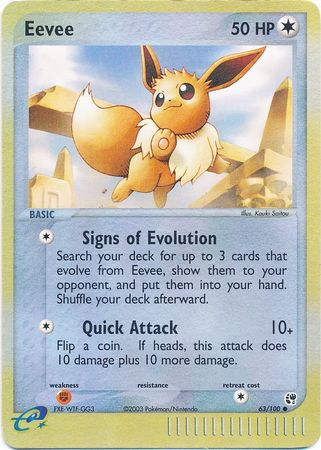 Eevee 50 HP
BASIC Illus. Kouki Saitou
Signs of Evolution
Search your deck for up to 3 cards that
evolve from Eevee, show them to your
opponent, and put them into your hand.
Shuffle your deck afterward.
Quick Attack 10+
Flip a coin. If heads, this attack does
10 damage plus 10 more damage.
weakness resistance retreat cost
FXE-WTF-GG3 ©2003 Pokémon/Nintendo 63/100 ●
e